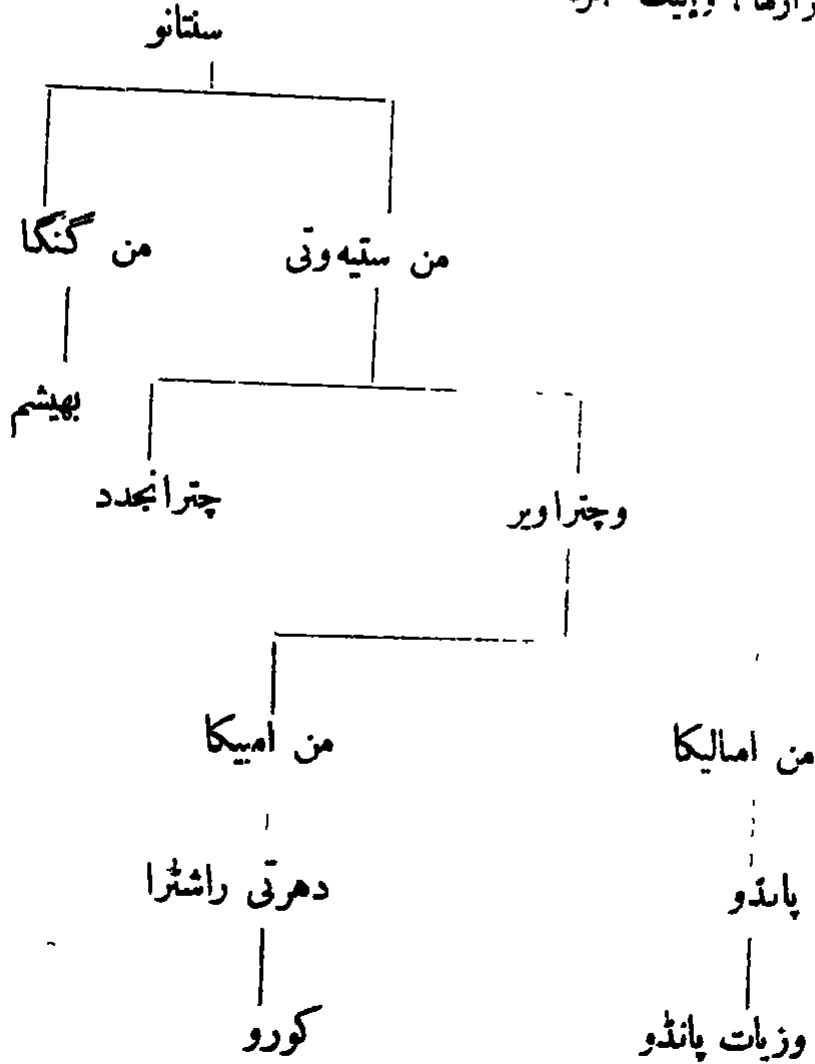 سنتانو
من گنگا
من ستیه وتی
بهیشم
چترانجدد
وچتراویر
من امبیکا
من امالیکا
دهرتی راشٹرا
پانڈو
کورو
وزیات پانڈو